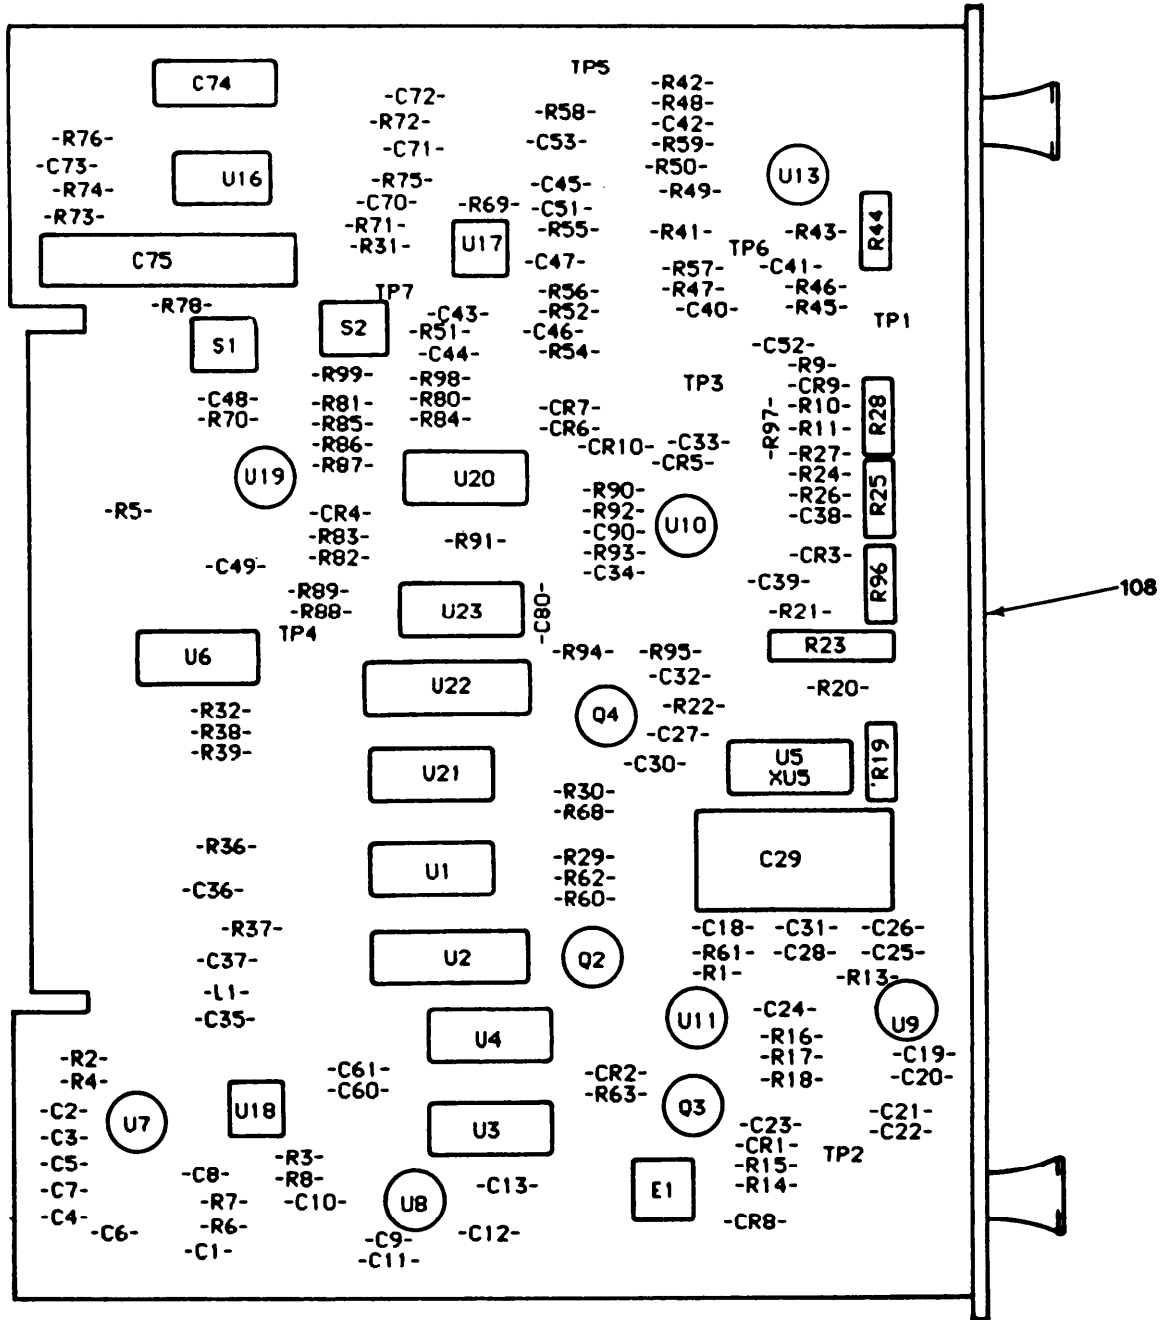 TP5
C74
-R42-
-C72-
-R48-
-R58-
-R72-
-C42-
-R76-
-C53-
-R59-
-C71-
-C73-
-R50-
U13
U16
-R75-
-C45-
-R74-
-R49-
-C70-
-R69-
-C51-
-R73-
-R71-
-R55-
-R41-
-R43-
R44
-R31-
U17
TP6
C75
-C47-
-R57-
-C41-
TP7
-R56-
-R47-
-R46-
-R78-
-C43-
-R52-
-C40-
-R45-
TP1
S1
S2
-R51-
-C46-
-C44-
-R54-
-C52-
-R9-
-R99-
-R98-
TP3
-CR9-
-C48-
-R81-
-R80-
-CR7-
-R97-
-R10-
R28
-R70-
-R85-
-R84-
-CR6-
-R11-
-R86-
-CR10-
-C33-
-R27-
-R87-
-CR5-
U19
U20
-R24-
-R90-
-R26-
R25
-R5-
-CR4-
-R92-
-C38-
U10
-R83-
-R91-
-C90-
-R82-
-R93-
-CR3-
-C49-
-C34-
R96
-C39-
108
-R89-
-C80-
-R88-
U23
-R21-
TP4
U6
-R94-
-R95-
R23
U22
-C32-
-R20-
-R32-
Q4
-R22-
-R38-
-C27-
-R39-
-C30-
U5
XU5
R19
U21
-R30-
-R68-
-R36-
-R29-
C29
U1
-R62-
-C36-
-R60-
-R37-
-C18-
-C31-
-C26-
-C37-
U2
Q2
-R61-
-C28-
-C25-
-R1-
-R13-
-L1-
-C35-
U11
-C24-
U9
U4
-R16-
-R2-
-R17-
-C19-
-R4-
-C61-
-CR2-
-R18-
-C20-
-C60-
-R63-
-C2-
U7
U18
Q3
-C21-
-C3-
U3
-C23-
-C22-
-CR1-
TP2
-C5-
-R3-
-R15-
-C8-
-R8-
-C13-
E1
-R14-
-C7-
-R7-
-C10-
U8
-C4-
-R6-
-CR8-
-C6-
-C9-
-C12-
-C1-
-C11-